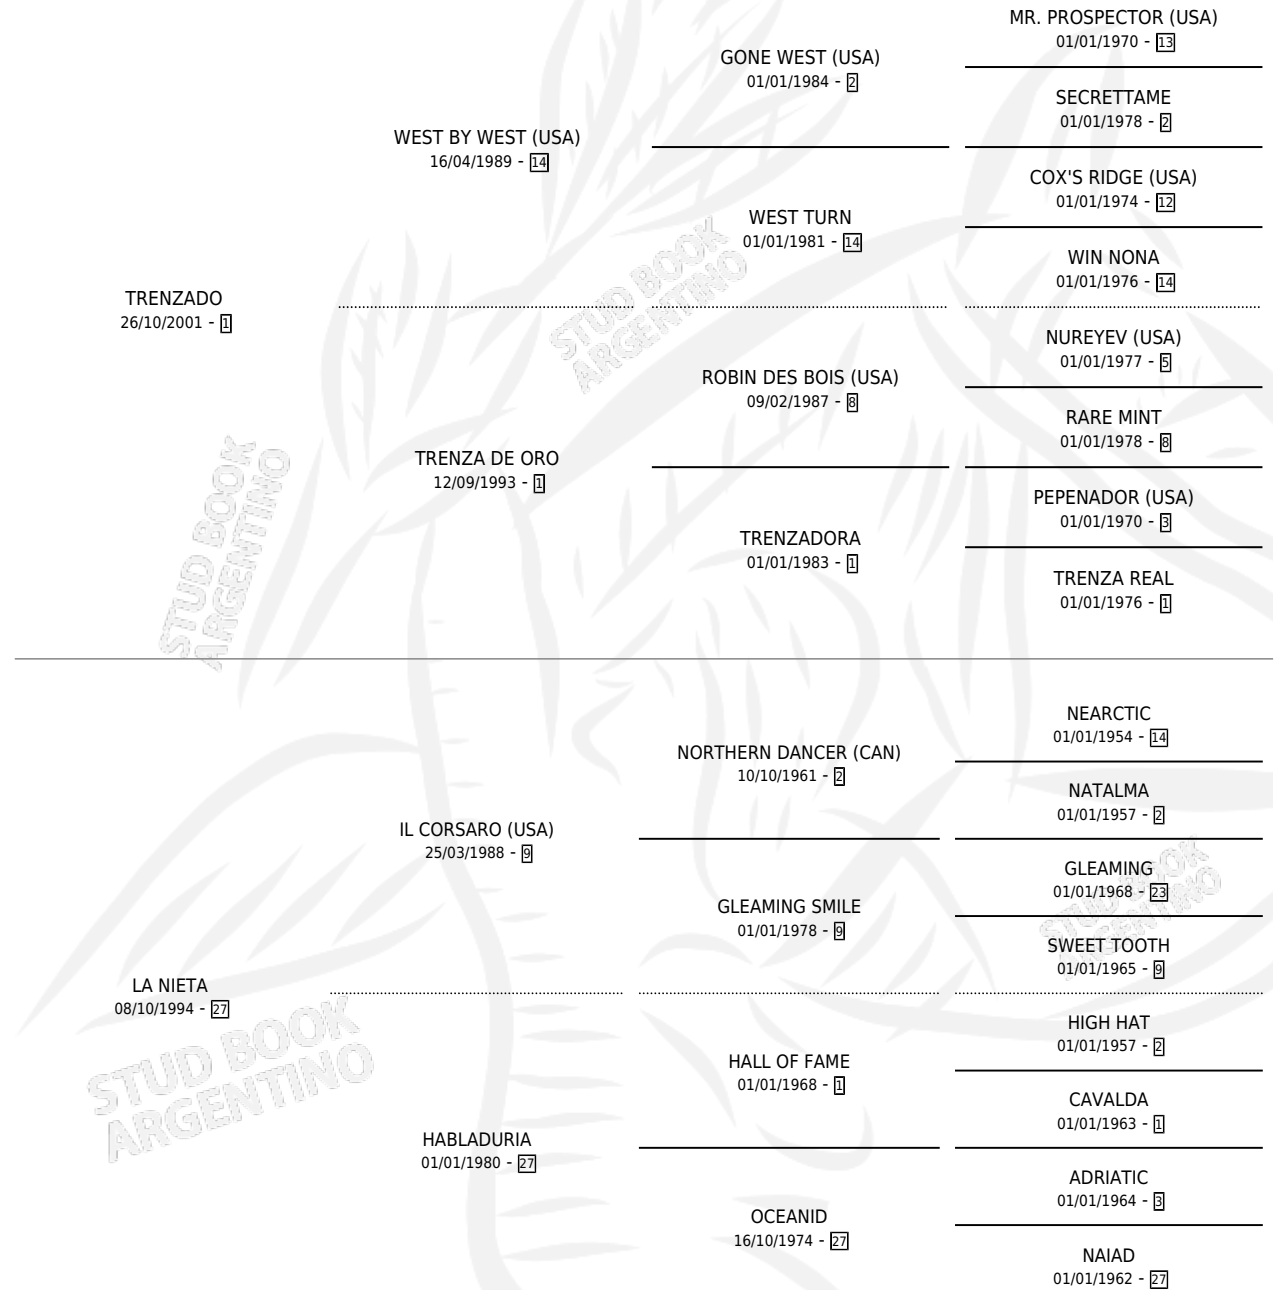 MR. PROSPECTOR (USA)
01/01/1970 - 13
GONE WEST (USA)
01/01/1984 - 2
SECRETTAME
01/01/1978 - 2
WEST BY WEST (USA)
16/04/1989 - 14
COX'S RIDGE (USA)
01/01/1974 - 12
WEST TURN
01/01/1981 - 14
WIN NONA
01/01/1976 - 14
TRENZADO
26/10/2001 - 1
STUD BOOK
ARGENTINO
NUREYEV (USA)
01/01/1977 - 5
ROBIN DES BOIS (USA)
09/02/1987 - 8
RARE MINT
01/01/1978 - 8
TRENZA DE ORO
12/09/1993 - 1
PEPENADOR (USA)
01/01/1970 - 3
TRENZADORA
01/01/1983 - 1
TRENZA REAL
01/01/1976 - 1
STUD BOOK
ARGENTINO
NEARCTIC
01/01/1954 - 14
NORTHERN DANCER (CAN)
10/10/1961 - 2
NATALMA
01/01/1957 - 2
IL CORSARO (USA)
25/03/1988 - 9
GLEAMING
01/01/1968 - 23
GLEAMING SMILE
01/01/1978 - 9
STUD BOOK
ARGENTINO
SWEET TOOTH
01/01/1965 - 9
LA NIETA
08/10/1994 - 27
HIGH HAT
01/01/1957 - 2
HALL OF FAME
01/01/1968 - 1
STUD BOOK
ARGENTINO
CAVALDA
01/01/1963 - 1
HABLADURIA
01/01/1980 - 27
ADRIATIC
01/01/1964 - 3
OCEANID
16/10/1974 - 27
NAIAD
01/01/1962 - 27